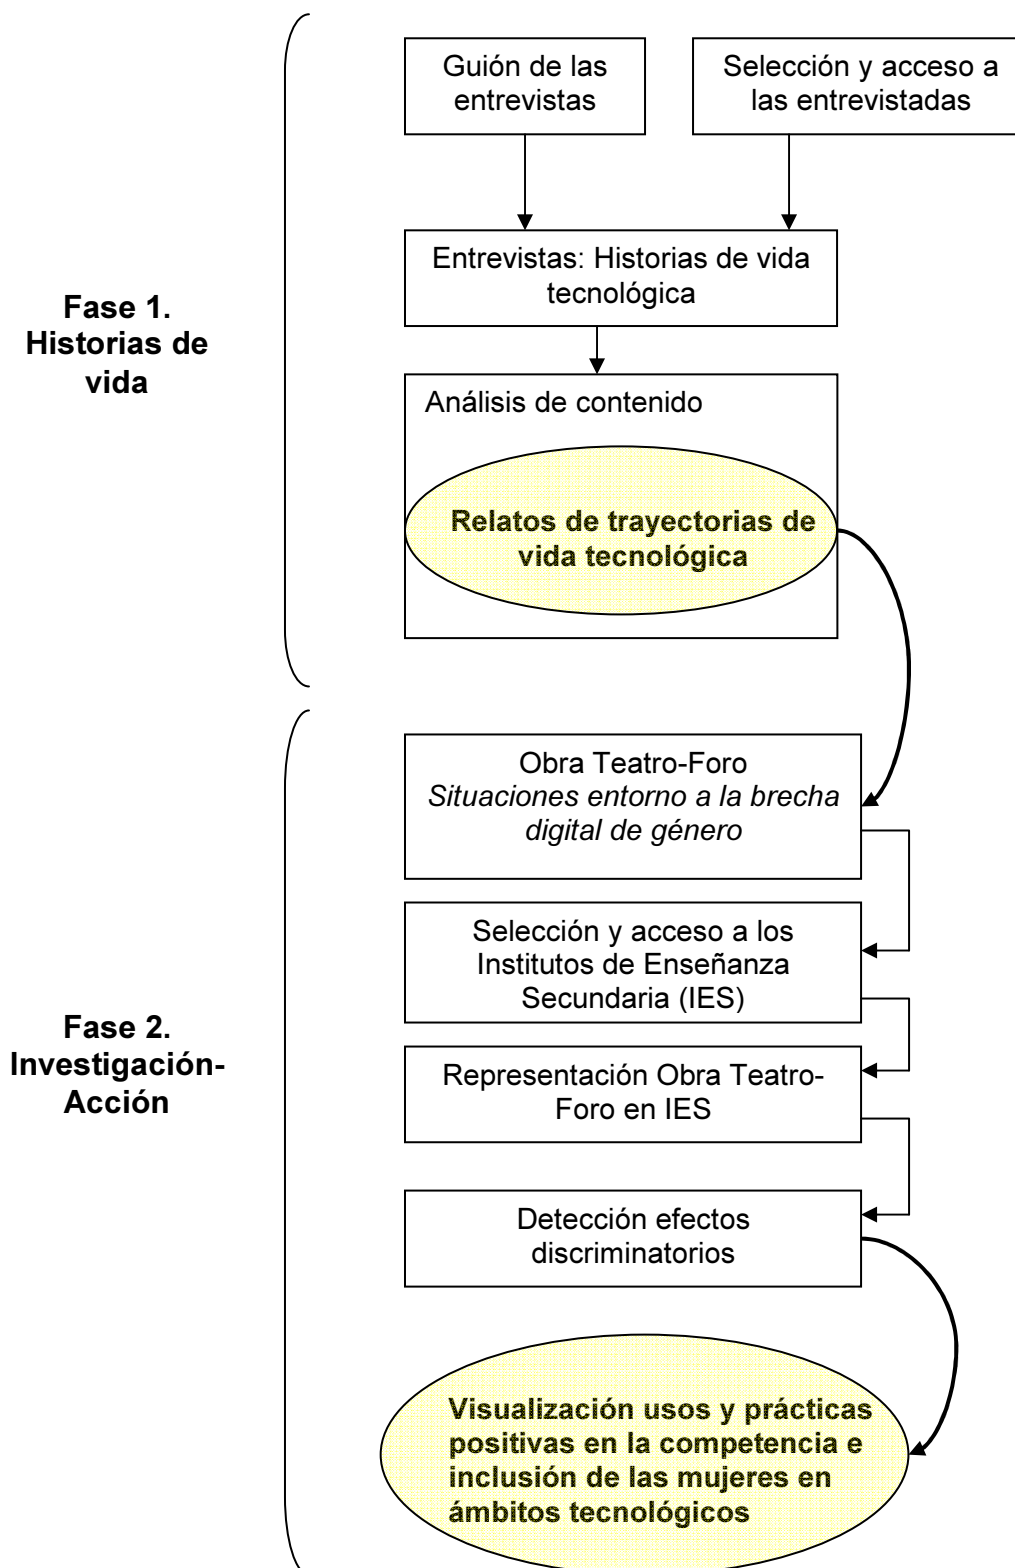 Guión de las
entrevistas
Selección y acceso a
las entrevistadas
Entrevistas: Historias de vida
tecnológica
Fase 1.
Historias de
vida
Análisis de contenido
Relatos de trayectorias de
vida tecnológica
Obra Teatro-Foro
Situaciones entorno a la brecha
digital de género
Selección y acceso a los
Institutos de Enseñanza
Secundaria (IES)
Fase 2.
Investigación-
Acción
Representación Obra Teatro-
Foro en IES
Detección efectos
discriminatorios
Visualización usos y prácticas
positivas en la competencia e
inclusión de las mujeres en
ámbitos tecnológicos